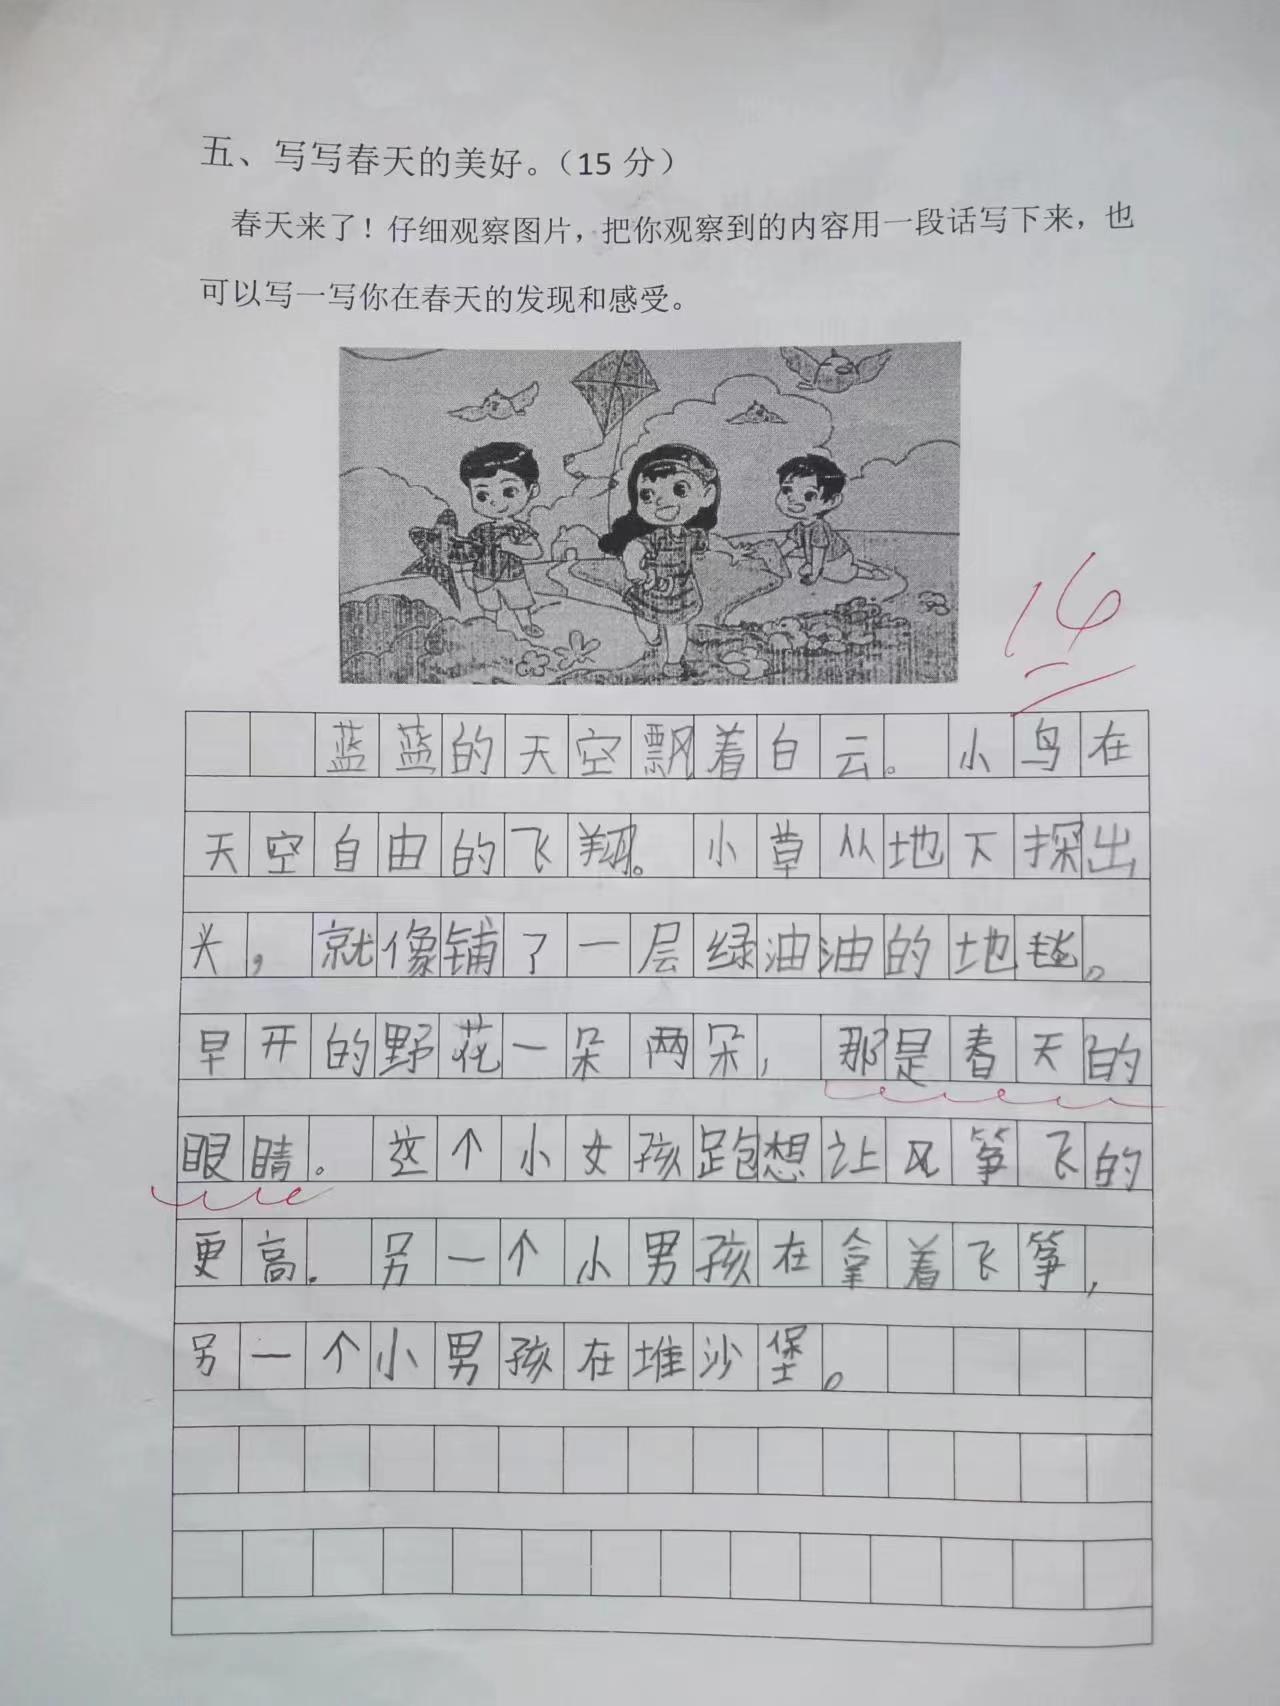 五、写写春天的美好。（15 分）
春天来了！仔细观察图片，把你观察到的内容用一段话写下来，也
可以写一写你在春天的发现和感受。
14
蓝蓝的天空飘着白云。小鸟在
天空自由的飞翔。小草从地下探出
头，就像铺了一层绿油油的地毯。
早开的野花一朵两朵，那是春天的
眼睛。这个小女孩跑想让风筝飞的
更高。另一个小男孩在拿着飞筝，
另一个小男孩在堆沙堡。